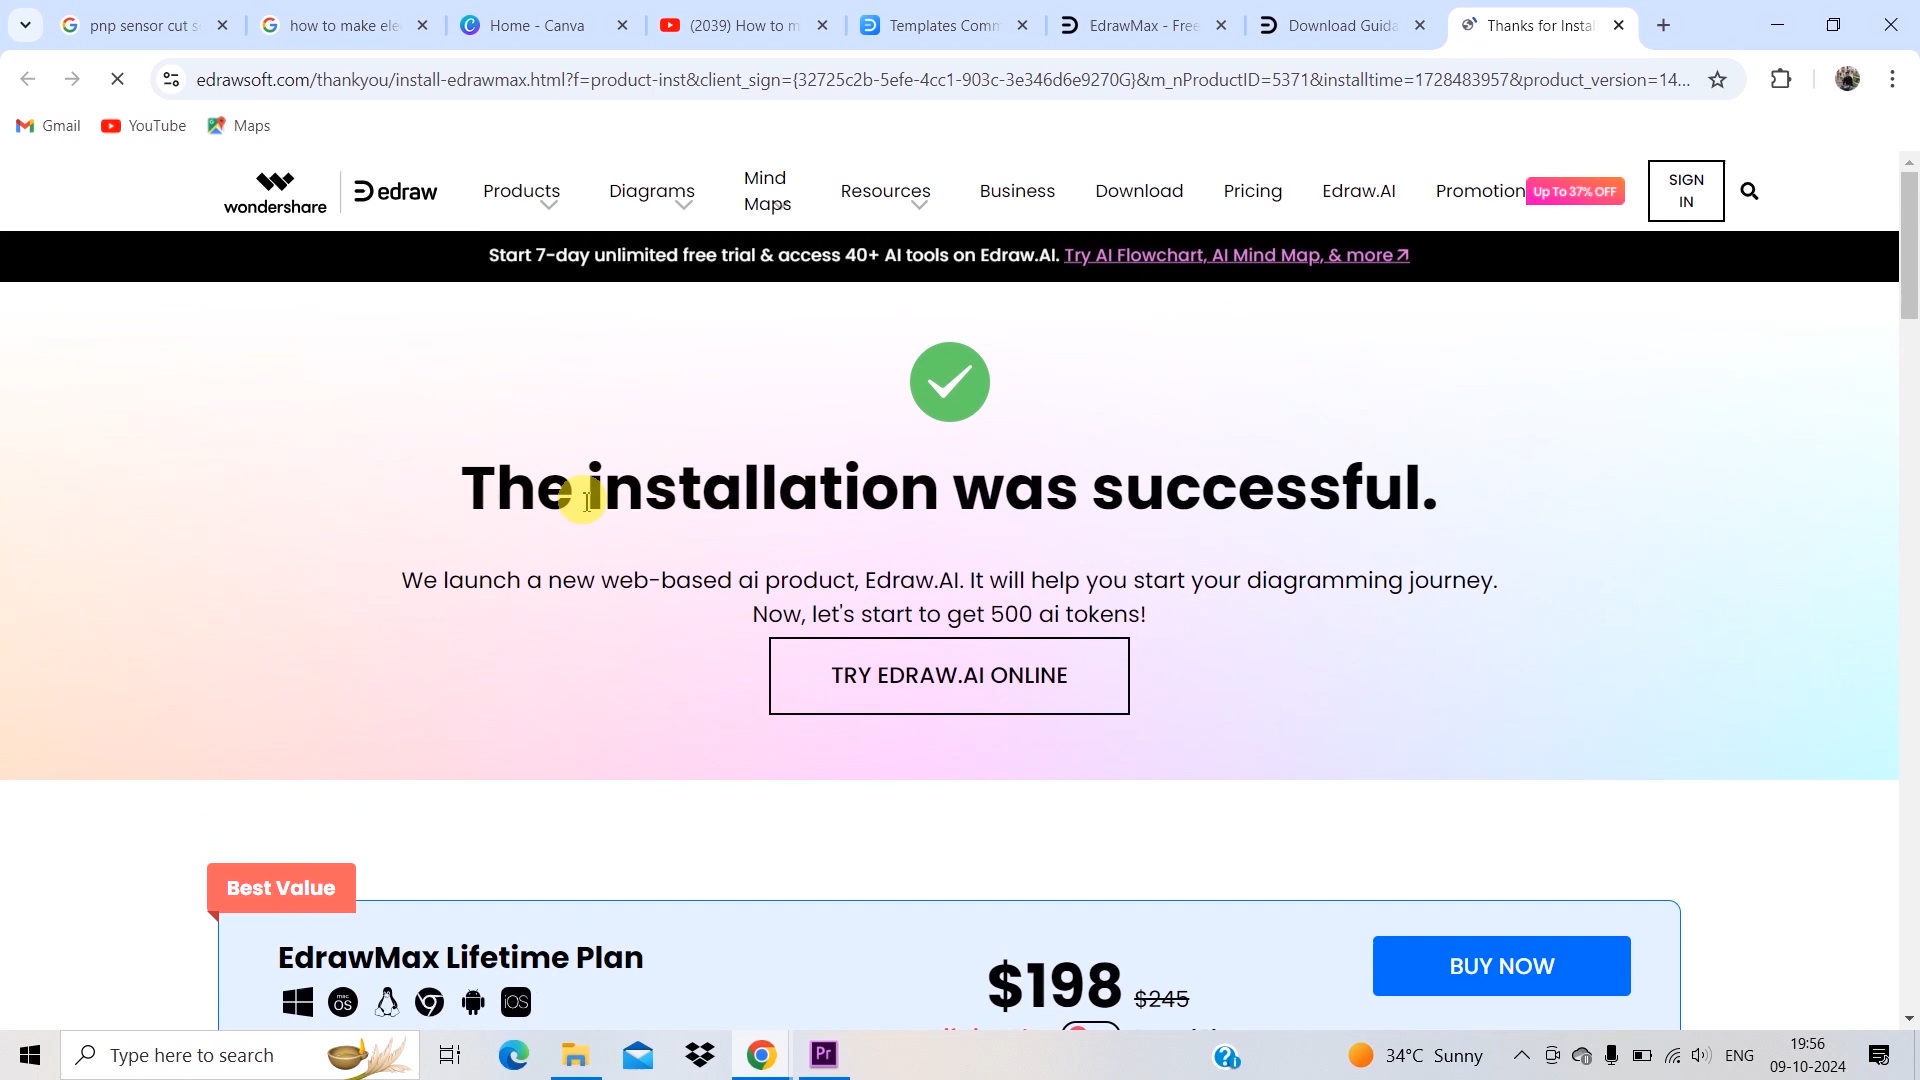 pnp sensor cut s
how to make ele
Home - Canva
(2039) How to m
Templates Comm
EdrawMax - Free
Download Guida
Thanks for Instal
edrawsoft.com/thankyou/install-edrawmax.html?f=product-inst&client_sign={32725c2b-5efe-4cc1-903c-3e346d6e9270G}&m_nProductID=5371&installtime=1728483957&product_version=14...
Gmail
YouTube
Maps
wondershare
edraw
Products
Diagrams
Mind
Maps
Resources
Business
Download
Pricing
Edraw.AI
Promotion
Up To 37% OFF
SIGN
IN
Start 7-day unlimited free trial & access 40+ AI tools on Edraw.AI. Try AI Flowchart, AI Mind Map, & more
The installation was successful.
We launch a new web-based ai product, Edraw.AI. It will help you start your diagramming journey.
Now, let's start to get 500 ai tokens!
TRY EDRAW.AI ONLINE
Best Value
EdrawMax Lifetime Plan
macOS
iOS
$198 $245
BUY NOW
Type here to search
Pr
34°C Sunny
ENG
19:56
09-10-2024